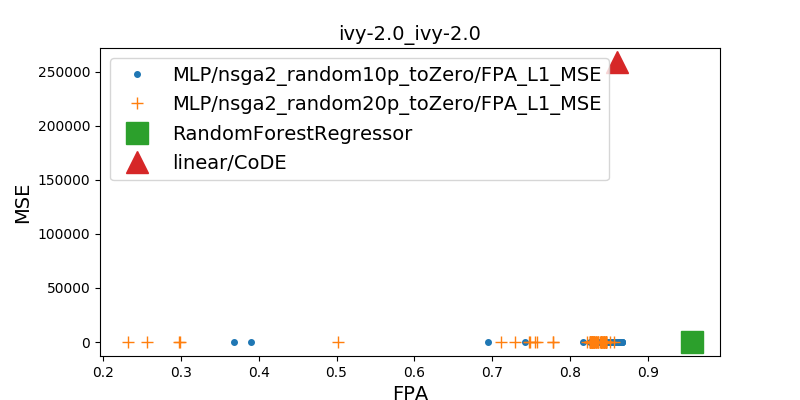 ivy-2.0_ivy-2.0
MLP/nsga2_random10p_toZero/FPA_L1_MSE
MLP/nsga2_random20p_toZero/FPA_L1_MSE
RandomForestRegressor
linear/CoDE
MSE
250000
200000
150000
100000
50000
0
0.2 0.3 0.4 0.5 0.6 0.7 0.8 0.9
FPA